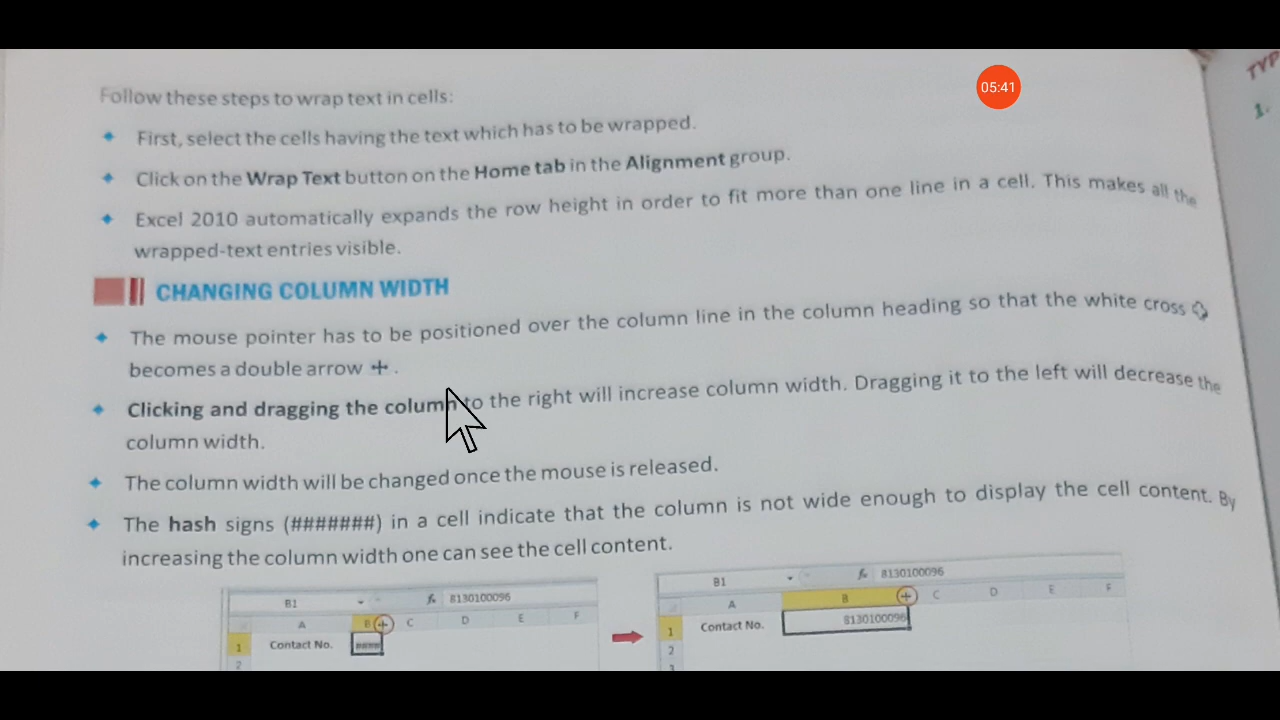 05:41
TYP
1.
Follow these steps to wrap text in cells:
First, select the cells having the text which has to be wrapped.
Click on the Wrap Text button on the Home tab in the Alignment group.
Excel 2010 automatically expands the row height in order to fit more than one line in a cell. This makes all the
wrapped-text entries visible.
CHANGING COLUMN WIDTH
The mouse pointer has to be positioned over the column line in the column heading so that the white cross
becomes a double arrow .
Clicking and dragging the column to the right will increase column width. Dragging it to the left will decrease the
column width.
The column width will be changed once the mouse is released.
The hash signs (#######) in a cell indicate that the column is not wide enough to display the cell content. By
increasing the column width one can see the cell content.
B1 fx 8130100096
A B C D E F
1 Contact No. ####
2
B1 fx 8130100096
A B C D E F
1 Contact No. 8130100096
2
3